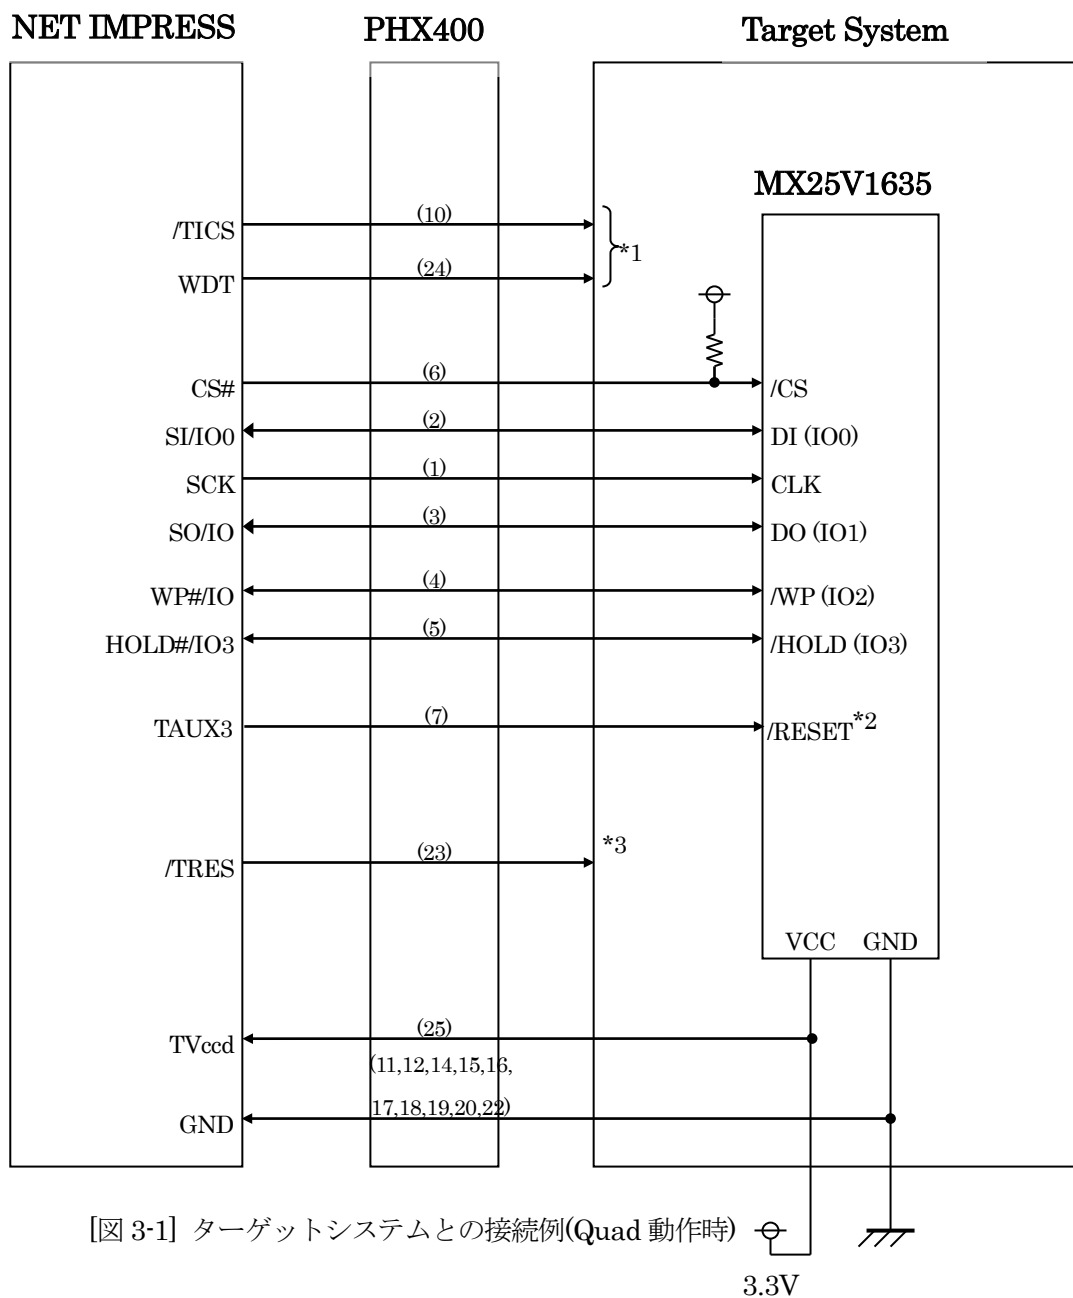 NET IMPRESS PHX400 Target System
MX25V1635
/TICS (10)
*1
WDT (24)
CS# (6) /CS
SI/IO0 (2) DI (IO0)
SCK (1) CLK
SO/IO (3) DO (IO1)
WP#/IO (4) /WP (IO2)
HOLD#/IO3 (5) /HOLD (IO3)
TAUX3 (7) /RESET*2
/TRES (23) *3
VCC GND
TVccd (25)
(11,12,14,15,16,
17,18,19,20,22)
GND
[図 3-1] ターゲットシステムとの接続例(Quad 動作時)
3.3V